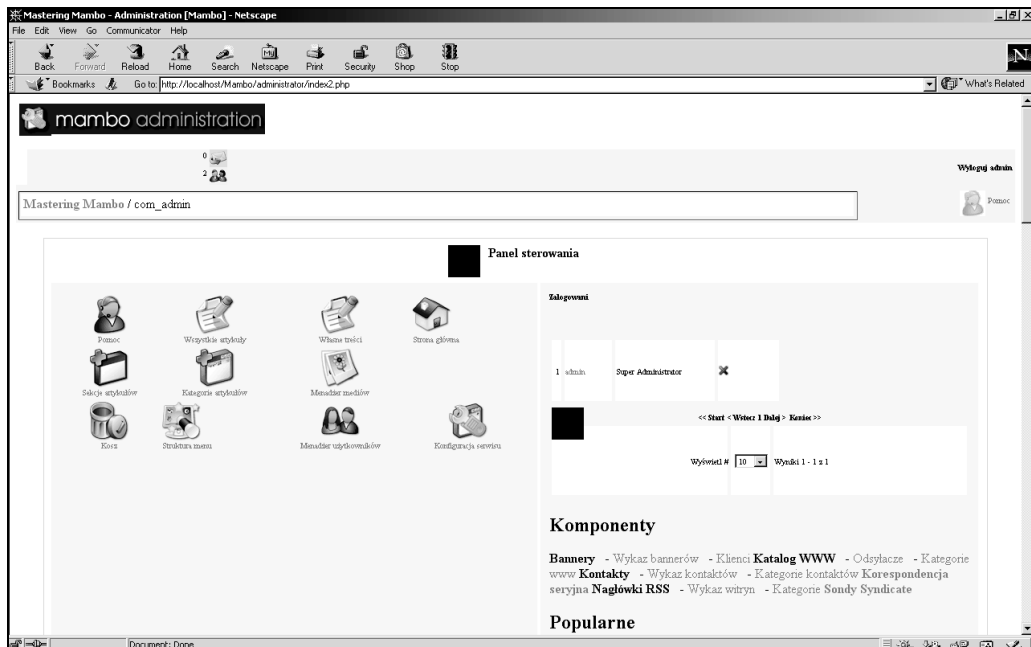 Mastering Mambo - Administration [Mambo] - Netscape
File Edit View Go Communicator Help
Back Forward Reload Home Search Netscape Print Security Shop Stop
My
N
Bookmarks Go to: http://localhost/Mambo/administrator/index2.php What's Related
mambo administration
0
2
Wyloguj admin
Mastering Mambo / com_admin
Pomoc
Panel sterowania
Pomoc Wszystkie artykuły Własne treści Strona główna
Sekcje artykułów Kategorie artykułów Menadżer mediów
Kosz Struktura menu Menadżer użytkowników Konfiguracja serwisu
Zalogowani
1 admin Super Administrator
<< Start < Wstecz 1 Dalej > Koniec >>
Wyświetl # 10 Wyniki 1 - 1 z 1
Komponenty
Bannery - Wykaz bannerów - Klienci Katalog WWW - Odsyłacze - Kategorie
www Kontakty - Wykaz kontaktów - Kategorie kontaktów Korespondencja
seryjna Nagłówki RSS - Wykaz witryn - Kategorie Sondy Syndicate
Popularne
Document: Done